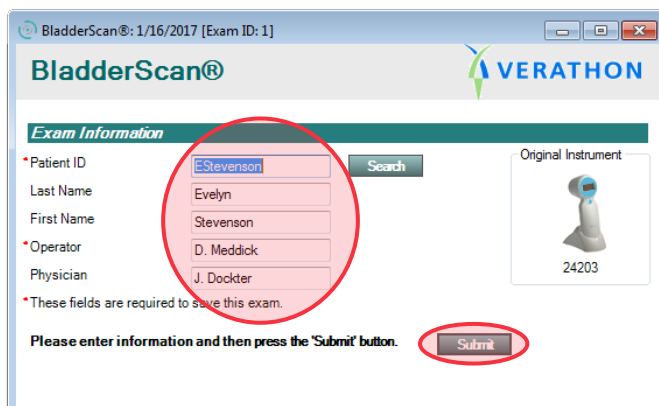 BladderScan®: 1/16/2017 [Exam ID: 1]
BladderScan®
VERATHON
Exam Information
*Patient ID EStevenson Search
Original Instrument
Last Name Evelyn
First Name Stevenson
*Operator D. Meddick
Physician J. Dockter
24203
*These fields are required to save this exam.
Please enter information and then press the 'Submit' button. Submit